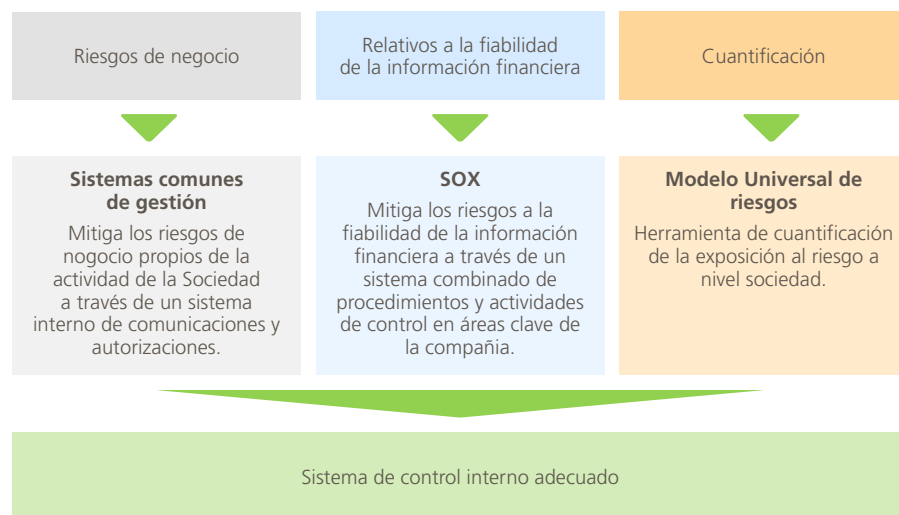 Riesgos de negocio
Relativos a la fiabilidad
de la información financiera
Cuantificación
Sistemas comunes
de gestión
Mitiga los riesgos de
nogocio propios de la
actividad de la Sociedad
a través de un sistema
interno de comunicaciones y
autorizaciones.
SOX
Mitiga los riesgos a la
fiabilidad de la información
financiera a través de un
sistema combinado de
procedimientos y actividades
de control en áreas clave de
la compañia.
Modelo Universal de
riesgos
Herramienta de cuantificación
de la exposición al riesgo a
nivel sociedad.
Sistema de control interno adecuado